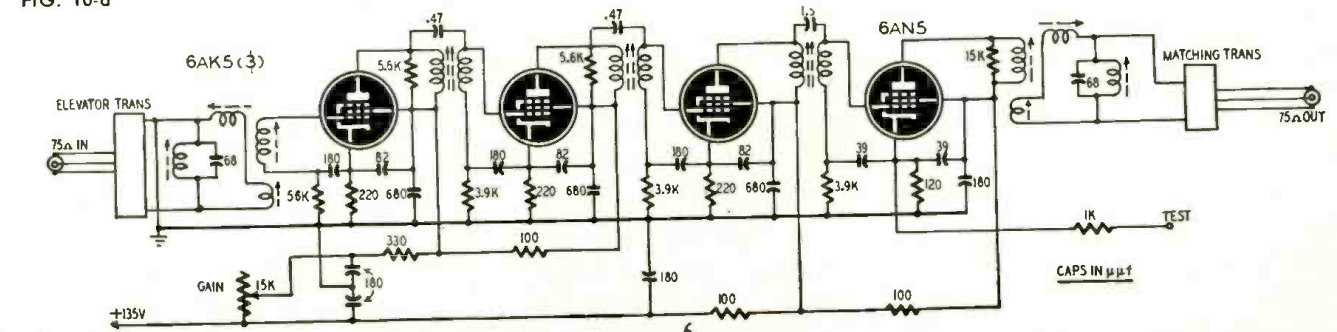 FIG. 10-
.47
.47
1.5
6AN5
6AK5(3)
5.6K
5.6K
15K
MATCHING TRANS
68
ELEVATOR TRANS
75Ω IN
75Ω OUT
68
180
82
180
82
180
82
39
39
56K
220
680
3.9K
220
680
3.9K
220
680
3.9K
120
180
1K
TEST
330
100
GAIN
15K
180
180
CAPS IN μμf
+135V
100
100